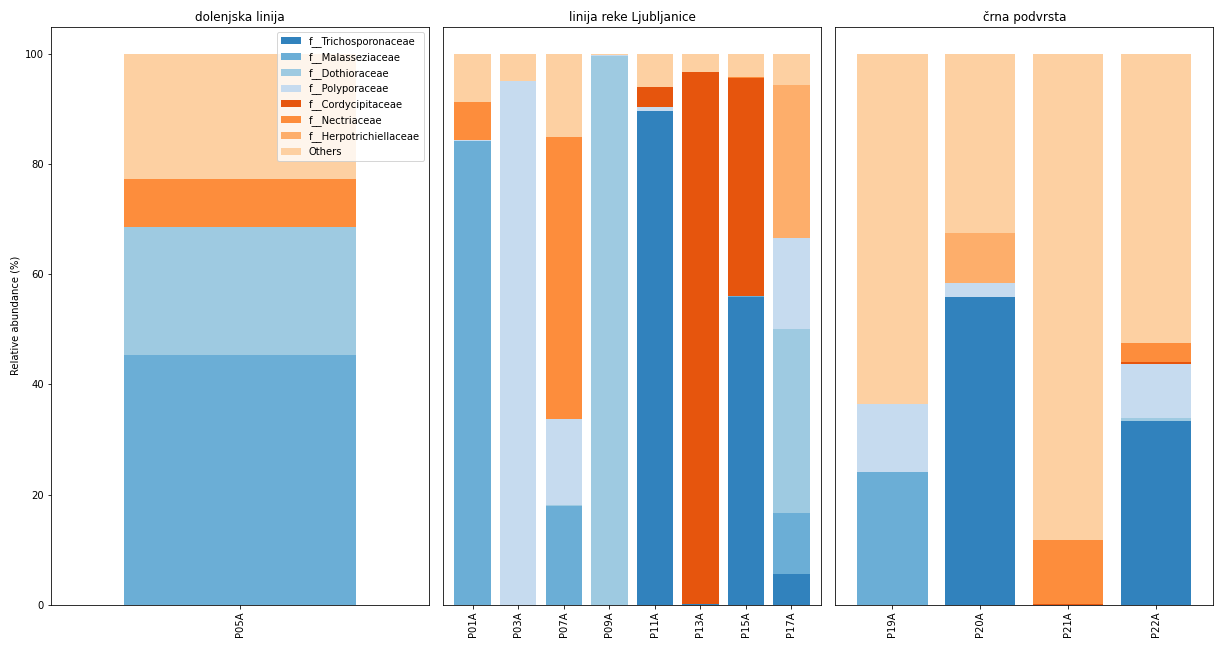 dolenjska linija
linija reke Ljubljanice
črna podvrsta
Relative abundance (%)
100
80
60
40
20
0
f__Trichosporonaceae
f__Malasseziaceae
f__Dothioraceae
f__Polyporaceae
f__Cordycipitaceae
f__Nectriaceae
f__Herpotrichiellaceae
Others
P05A
P01A
P03A
P07A
P09A
P11A
P13A
P15A
P17A
P19A
P20A
P21A
P22A